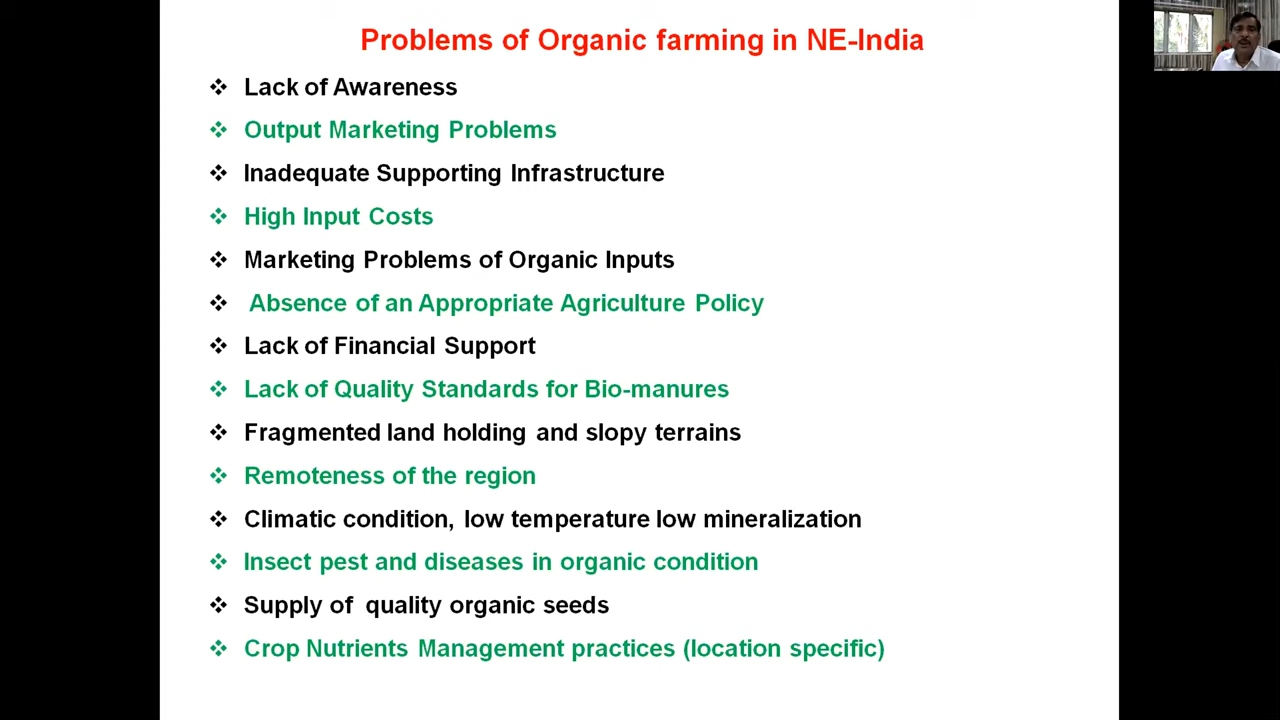 Problems of Organic farming in NE-India
❖ Lack of Awareness
❖ Output Marketing Problems
❖ Inadequate Supporting Infrastructure
❖ High Input Costs
❖ Marketing Problems of Organic Inputs
❖ Absence of an Appropriate Agriculture Policy
❖ Lack of Financial Support
❖ Lack of Quality Standards for Bio-manures
❖ Fragmented land holding and slopy terrains
❖ Remoteness of the region
❖ Climatic condition, low temperature low mineralization
❖ Insect pest and diseases in organic condition
❖ Supply of quality organic seeds
❖ Crop Nutrients Management practices (location specific)